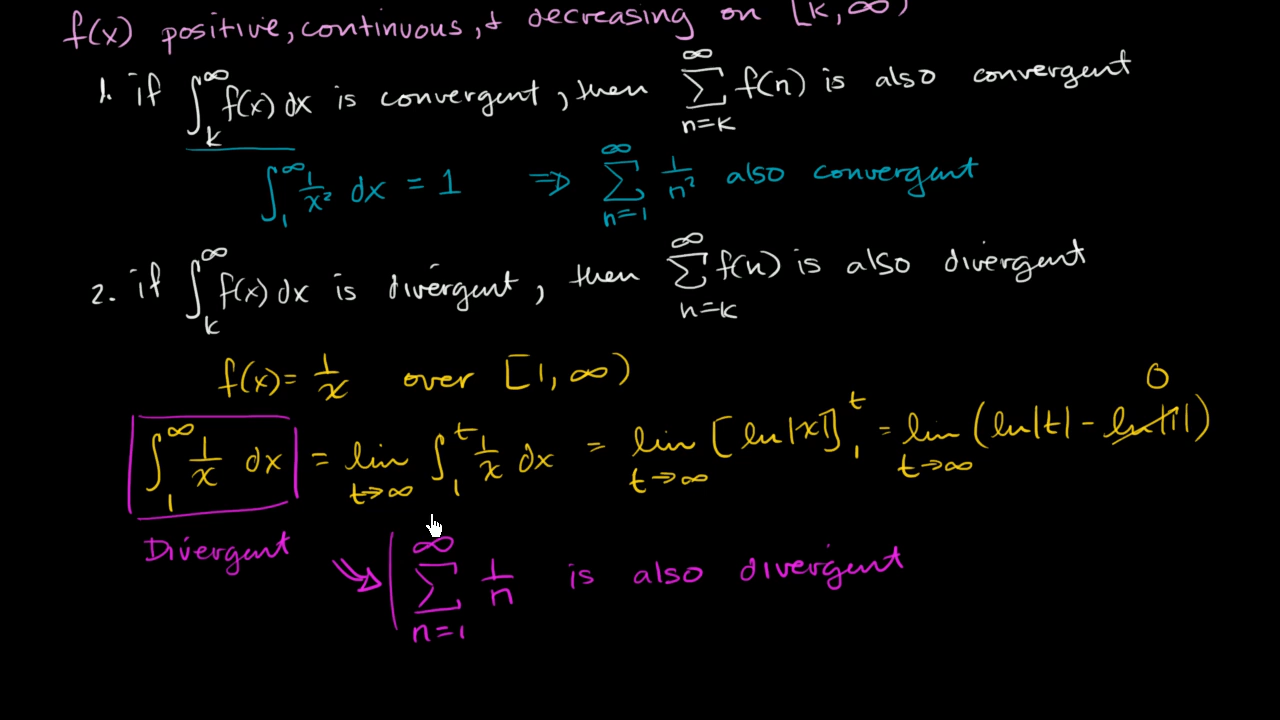 f(x) positive, continuous, & decreasing on [k, ∞)
1. if ∫_k^∞ f(x) dx is convergent, then ∑_{n=k}^∞ f(n) is also convergent
∫_1^∞ 1/x² dx = 1 ⇒ ∑_{n=1}^∞ 1/n² also convergent
2. if ∫_k^∞ f(x) dx is divergent, then ∑_{n=k}^∞ f(n) is also divergent
f(x) = 1/x over [1, ∞)
∫_1^∞ 1/x dx = lim_{t→∞} ∫_1^t 1/x dx = lim_{t→∞} [ln|x|]_1^t = lim_{t→∞} (ln|t| - ln|1|) 0
Divergent
∑_{n=1}^∞ 1/n is also divergent